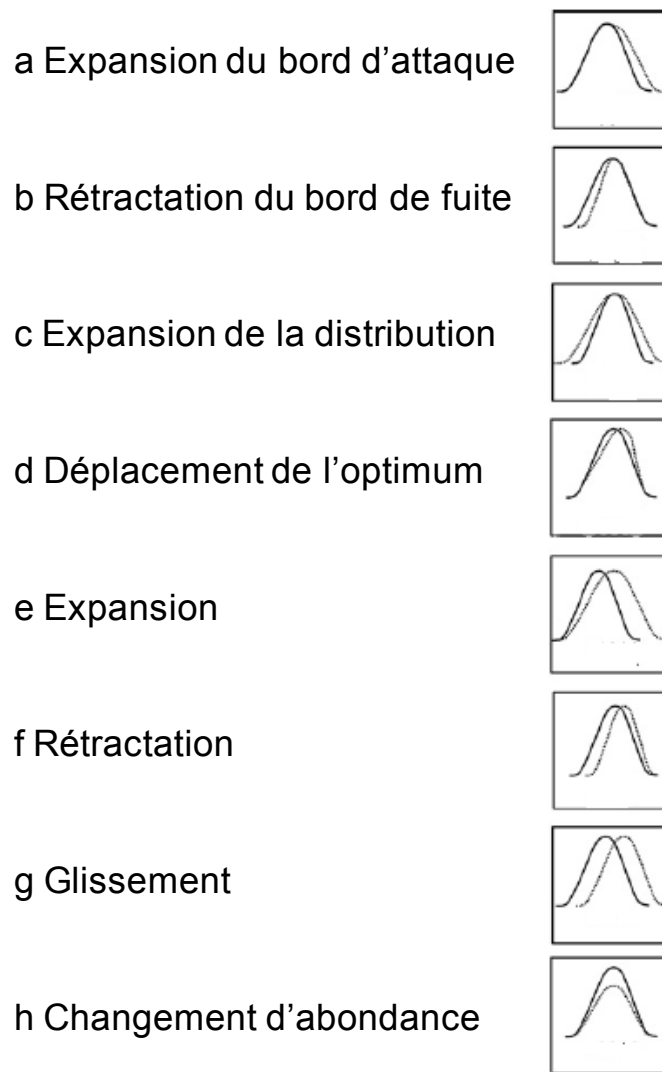 a Expansion du bord d’attaque
b Rétractation du bord de fuite
c Expansion de la distribution
d Déplacement de l’optimum
e Expansion
f Rétractation
g Glissement
h Changement d’abondance